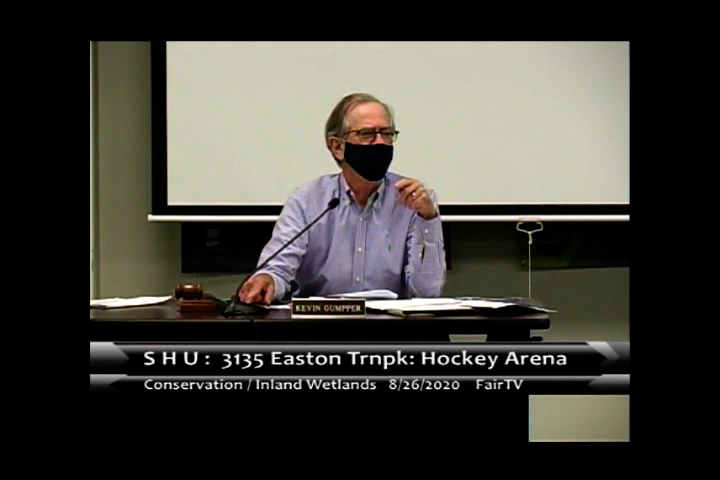 KEVIN GUMPPER
S H U : 3135 Easton Trnpk: Hockey Arena
Conservation / Inland Wetlands 8/26/2020 FairTV